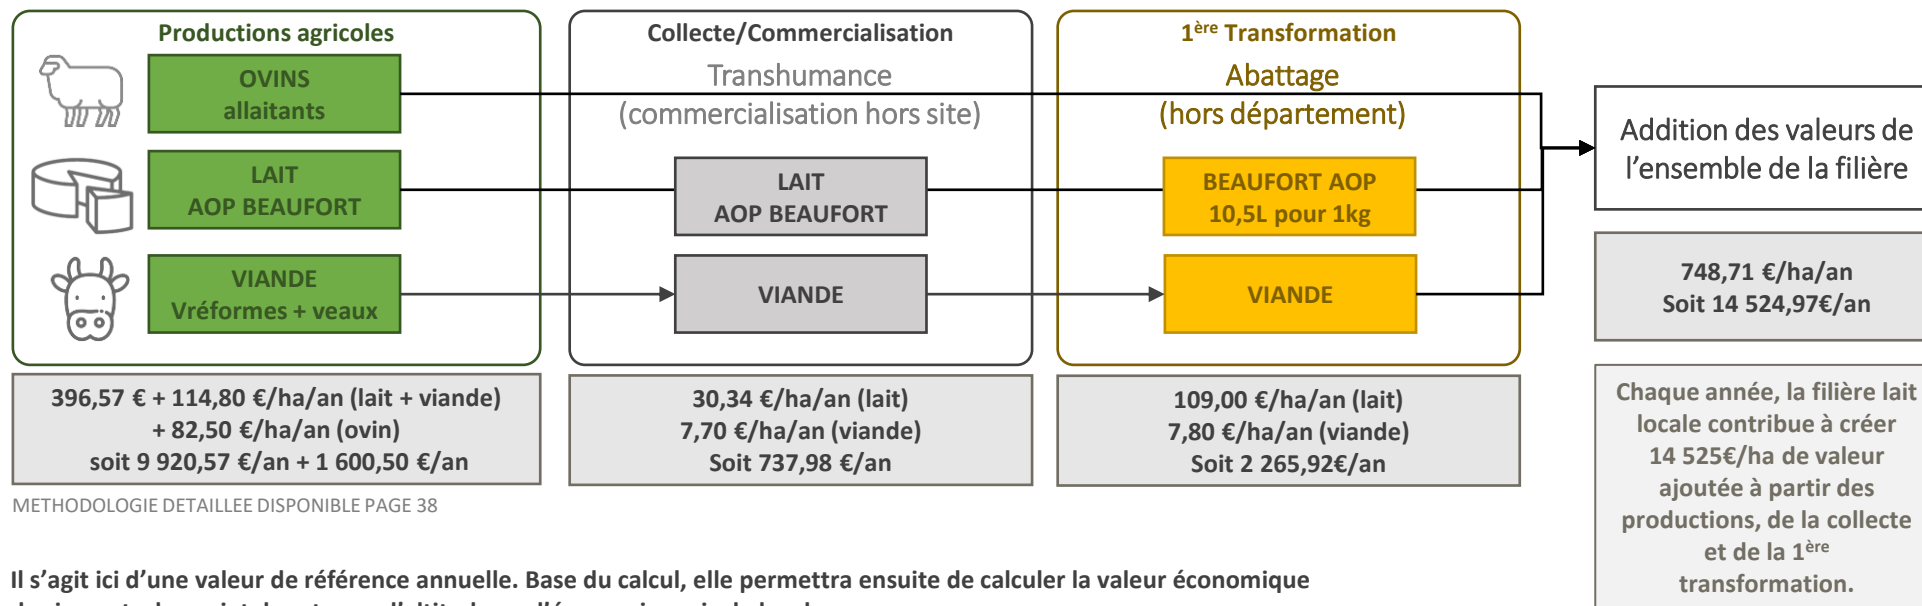 Productions agricoles
OVINS
allaitants
LAIT
AOP BEAUFORT
VIANDE
Vréformes + veaux
396,57 € + 114,80 €/ha/an (lait + viande)
+ 82,50 €/ha/an (ovin)
soit 9 920,57 €/an + 1 600,50 €/an
Collecte/Commercialisation
Transhumance
(commercialisation hors site)
LAIT
AOP BEAUFORT
VIANDE
30,34 €/ha/an (lait)
7,70 €/ha/an (viande)
Soit 737,98 €/an
1ère Transformation
Abattage
(hors département)
BEAUFORT AOP
10,5L pour 1kg
VIANDE
109,00 €/ha/an (lait)
7,80 €/ha/an (viande)
Soit 2 265,92€/an
Addition des valeurs de
l’ensemble de la filière
748,71 €/ha/an
Soit 14 524,97€/an
Chaque année, la filière lait
locale contribue à créer
14 525€/ha de valeur
ajoutée à partir des
productions, de la collecte
et de la 1ère
transformation.
METHODOLOGIE DETAILLEE DISPONIBLE PAGE 38
Il s’agit ici d’une valeur de référence annuelle. Base du calcul, elle permettra ensuite de calculer la valeur économique